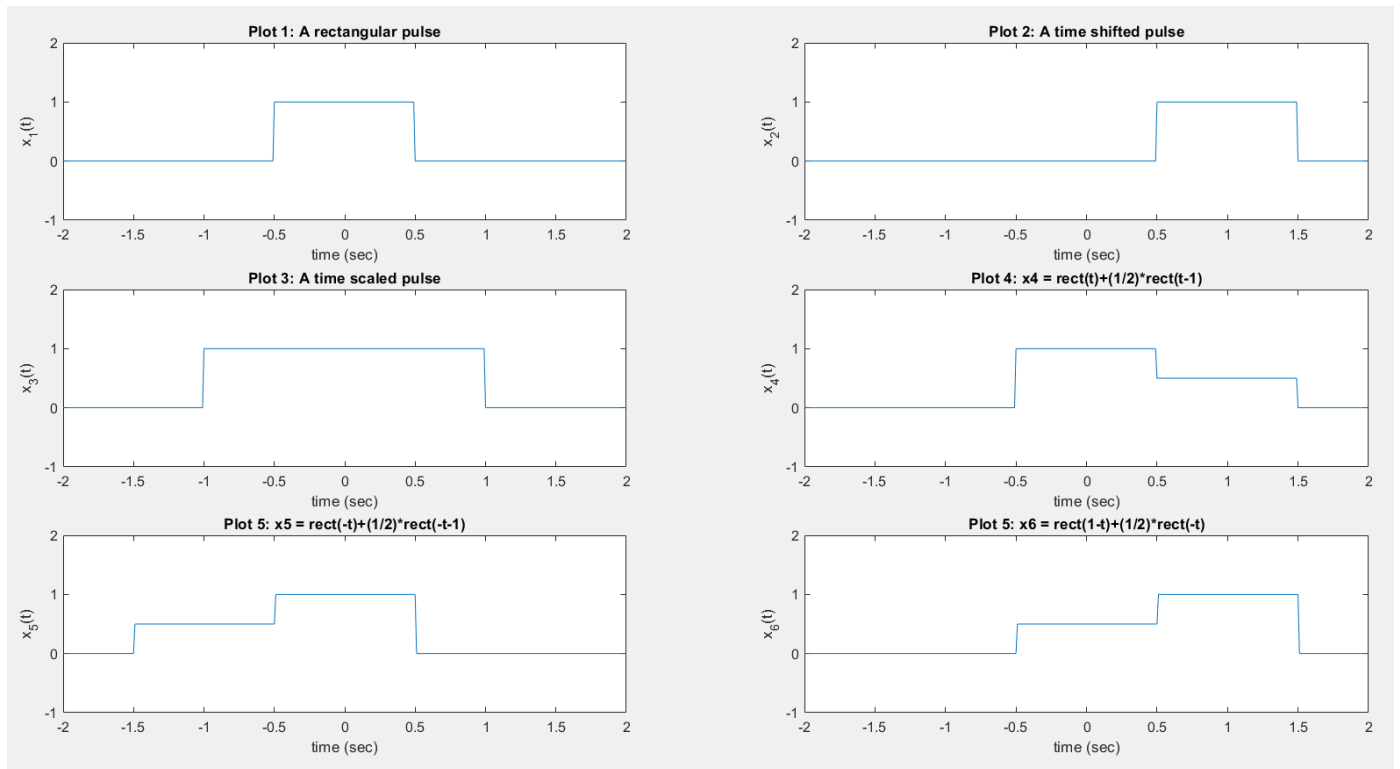 Plot 1: A rectangular pulse
2
1
0
-1
x1(t)
-2 -1.5 -1 -0.5 0 0.5 1 1.5 2
time (sec)
Plot 2: A time shifted pulse
2
1
0
-1
x2(t)
-2 -1.5 -1 -0.5 0 0.5 1 1.5 2
time (sec)
Plot 3: A time scaled pulse
2
1
0
-1
x3(t)
-2 -1.5 -1 -0.5 0 0.5 1 1.5 2
time (sec)
Plot 4: x4 = rect(t)+(1/2)*rect(t-1)
2
1
0
-1
x4(t)
-2 -1.5 -1 -0.5 0 0.5 1 1.5 2
time (sec)
Plot 5: x5 = rect(-t)+(1/2)*rect(-t-1)
2
1
0
-1
x5(t)
-2 -1.5 -1 -0.5 0 0.5 1 1.5 2
time (sec)
Plot 5: x6 = rect(1-t)+(1/2)*rect(-t)
2
1
0
-1
x6(t)
-2 -1.5 -1 -0.5 0 0.5 1 1.5 2
time (sec)